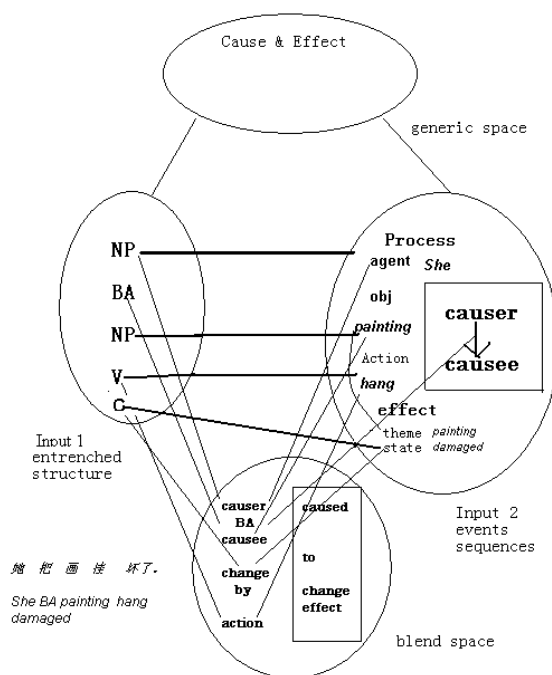 Cause & Effect
generic space
NP
BA
NP
V
C
Input 1
entrenched
structure
Process
agent She
obj
painting
Action
hang
effect
theme painting
state damaged
causer
causee
Input 2
events
sequences
causer
BA
causee
change
by
action
caused
to
change
effect
blend space
她 把 画 挂 坏了.
She BA painting hang
damaged